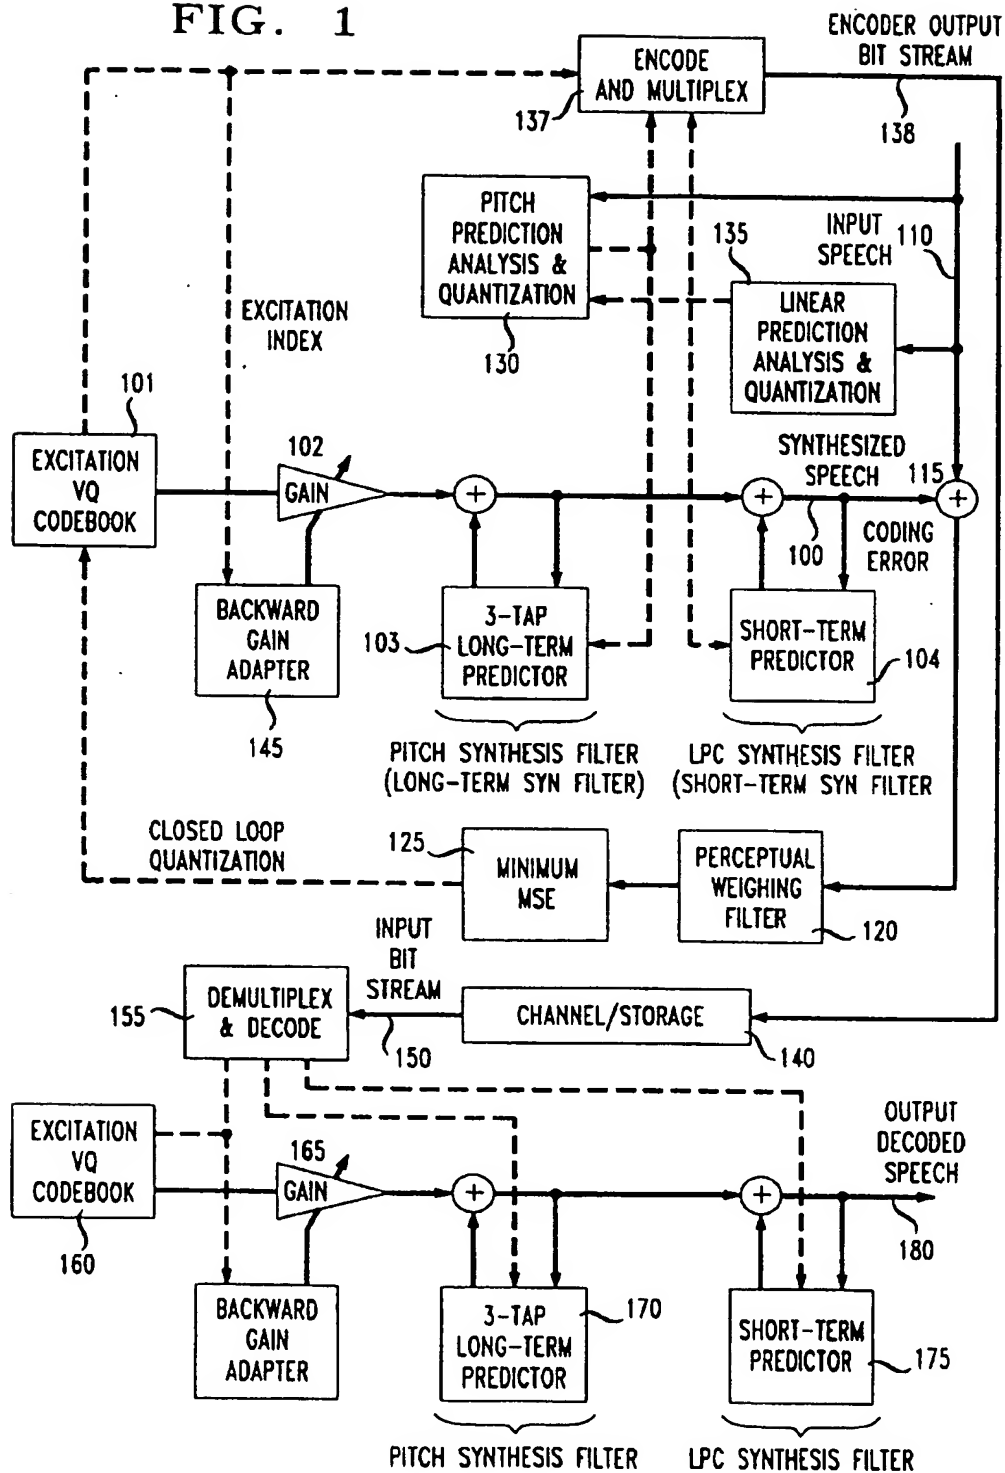 FIG. 1
ENCODER OUTPUT
BIT STREAM
ENCODE
AND MULTIPLEX
137
138
PITCH
PREDICTION
ANALYSIS &
QUANTIZATION
130
INPUT
SPEECH
110
135
LINEAR
PREDICTION
ANALYSIS &
QUANTIZATION
EXCITATION
INDEX
101
EXCITATION
VQ
CODEBOOK
102
GAIN
+
+
SYNTHESIZED
SPEECH
115
+
100
CODING
ERROR
BACKWARD
GAIN
ADAPTER
145
103
3-TAP
LONG-TERM
PREDICTOR
SHORT-TERM
PREDICTOR
104
PITCH SYNTHESIS FILTER
(LONG-TERM SYN FILTER)
LPC SYNTHESIS FILTER
(SHORT-TERM SYN FILTER
CLOSED LOOP
QUANTIZATION
125
MINIMUM
MSE
PERCEPTUAL
WEIGHING
FILTER
120
INPUT
BIT
STREAM
155
DEMULTIPLEX
& DECODE
150
CHANNEL/STORAGE
140
EXCITATION
VQ
CODEBOOK
160
165
GAIN
+
+
OUTPUT
DECODED
SPEECH
180
BACKWARD
GAIN
ADAPTER
3-TAP
LONG-TERM
PREDICTOR
170
SHORT-TERM
PREDICTOR
175
PITCH SYNTHESIS FILTER
LPC SYNTHESIS FILTER